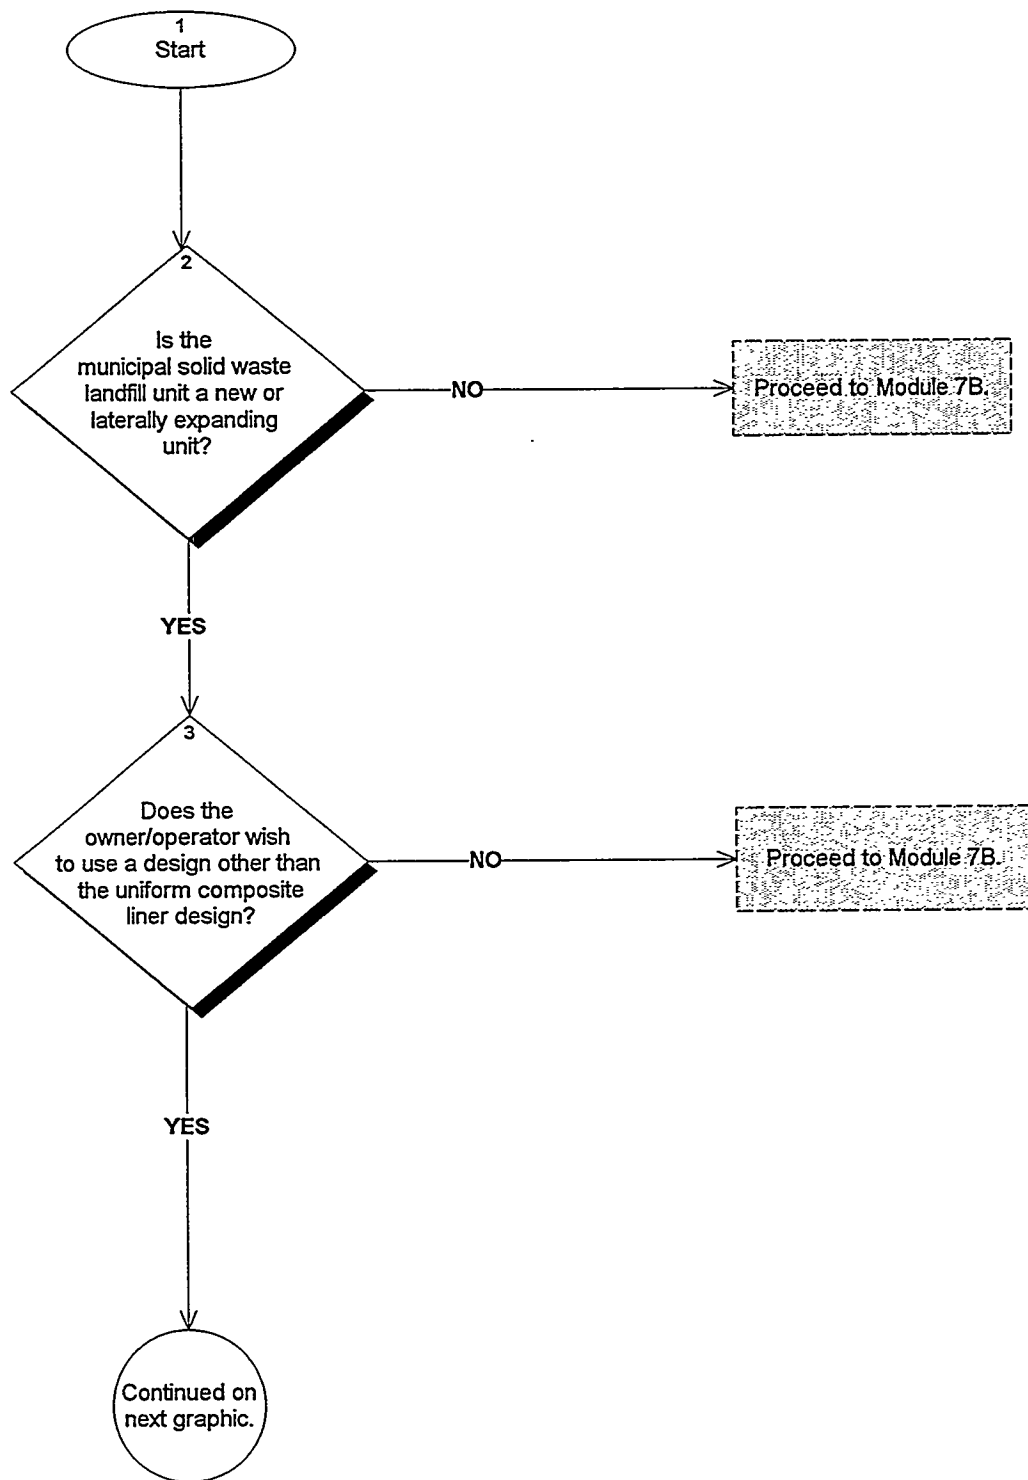 1
Start
2
Is the
municipal solid waste
landfill unit a new or
laterally expanding
unit?
NO
Proceed to Module 7B.
YES
3
Does the
owner/operator wish
to use a design other than
the uniform composite
liner design?
NO
Proceed to Module 7B.
YES
Continued on
next graphic.